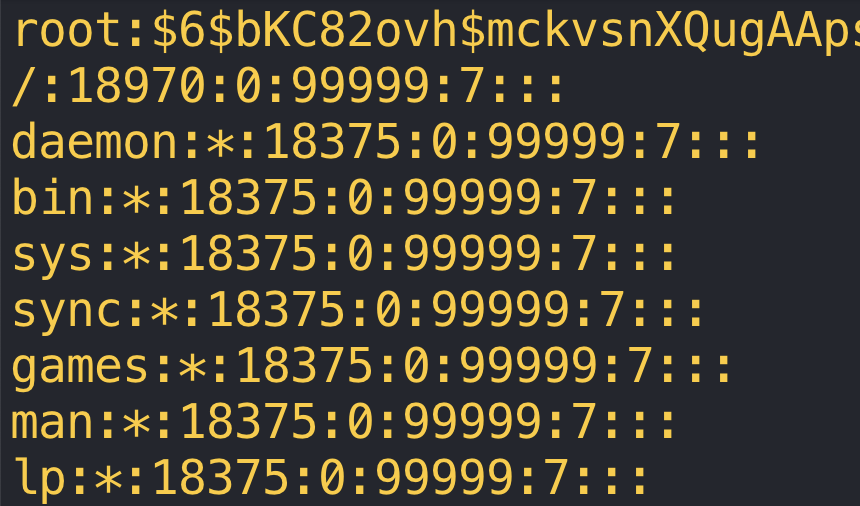 root:$6$bKC82ovh$mckvsnXQugAAps
/:18970:0:99999:7:::
daemon:*:18375:0:99999:7:::
bin:*:18375:0:99999:7:::
sys:*:18375:0:99999:7:::
sync:*:18375:0:99999:7:::
games:*:18375:0:99999:7:::
man:*:18375:0:99999:7:::
lp:*:18375:0:99999:7:::